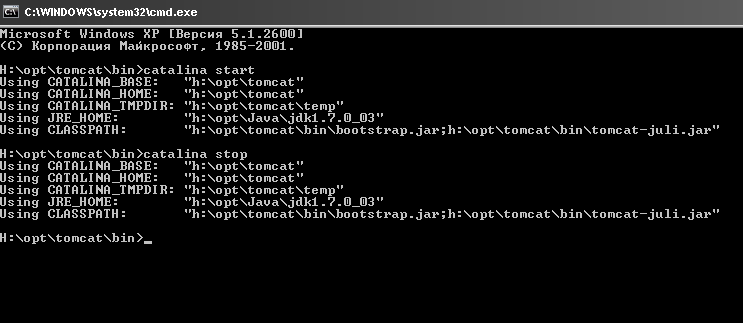 C:\WINDOWS\system32\cmd.exe
Microsoft Windows XP [Версия 5.1.2600]
(C) Корпорация Майкрософт, 1985-2001.
H:\opt\tomcat\bin>catalina start
Using CATALINA_BASE:   "h:\opt\tomcat"
Using CATALINA_HOME:   "h:\opt\tomcat"
Using CATALINA_TMPDIR: "h:\opt\tomcat\temp"
Using JRE_HOME:        "h:\opt\Java\jdk1.7.0_03"
Using CLASSPATH:       "h:\opt\tomcat\bin\bootstrap.jar;h:\opt\tomcat\bin\tomcat-juli.jar"
H:\opt\tomcat\bin>catalina stop
Using CATALINA_BASE:   "h:\opt\tomcat"
Using CATALINA_HOME:   "h:\opt\tomcat"
Using CATALINA_TMPDIR: "h:\opt\tomcat\temp"
Using JRE_HOME:        "h:\opt\Java\jdk1.7.0_03"
Using CLASSPATH:       "h:\opt\tomcat\bin\bootstrap.jar;h:\opt\tomcat\bin\tomcat-juli.jar"
H:\opt\tomcat\bin>_